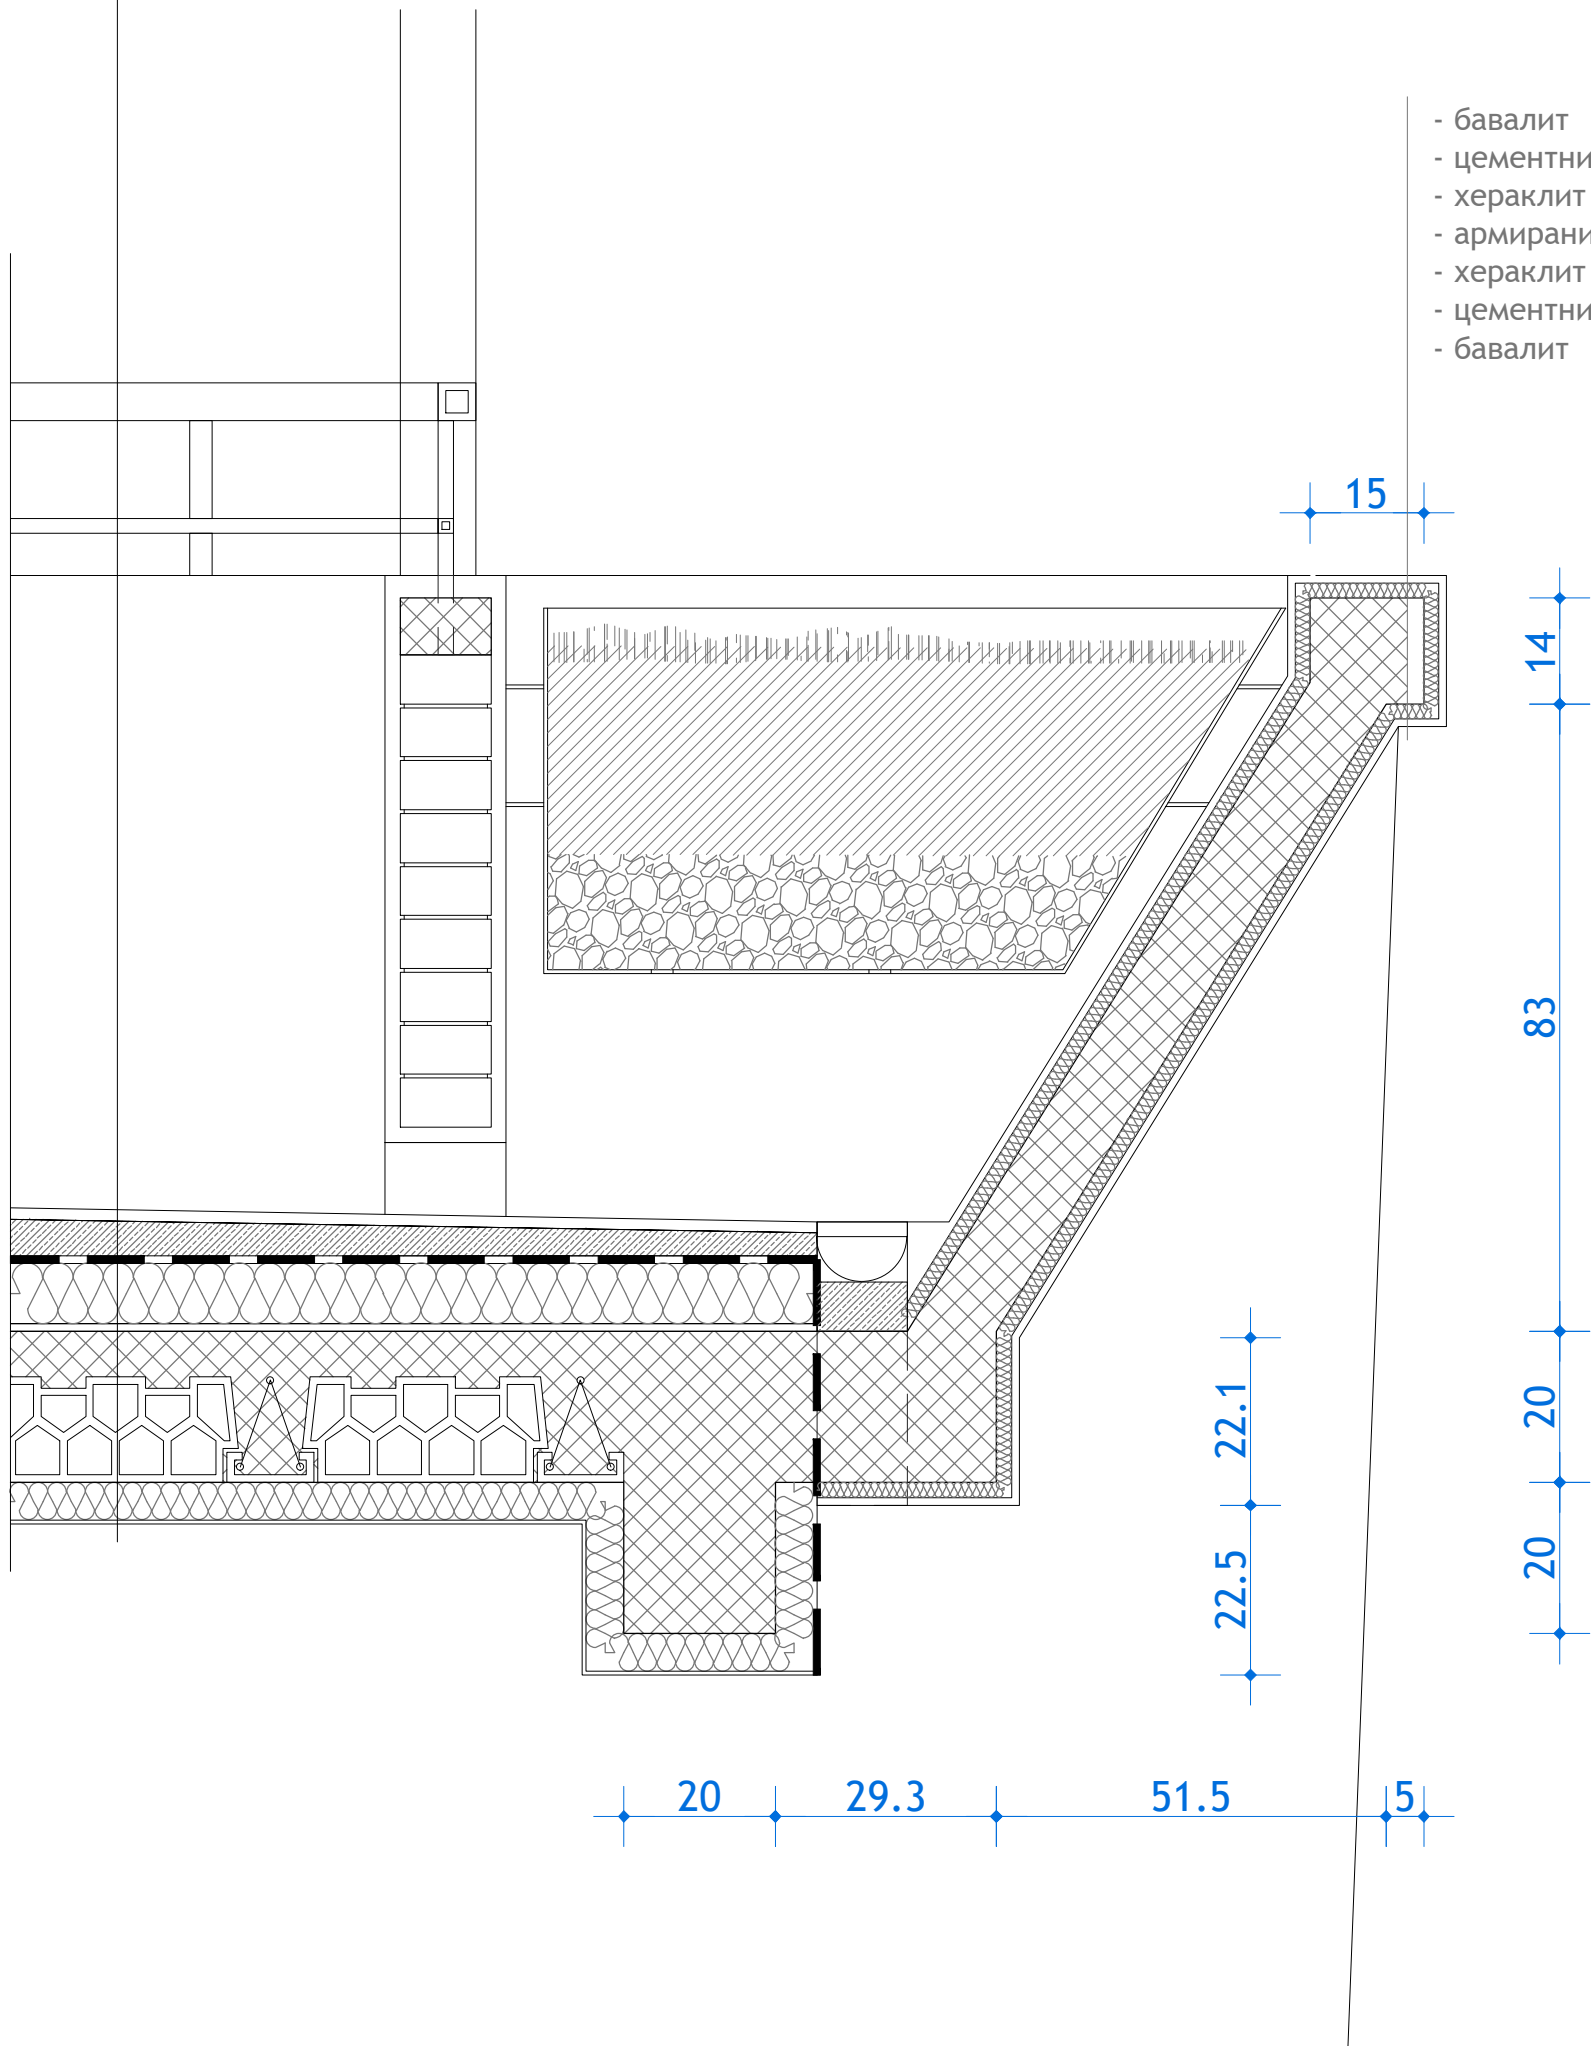 - бавалит
- цементни
- хераклит
- армирани
- хераклит
- цементни
- бавалит
15
14
83
22.1
20
22.5
20
20
29.3
51.5
5